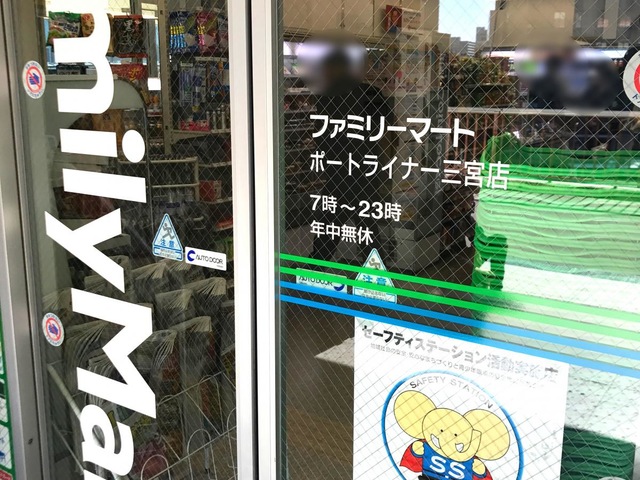 milyMa
ファミリーマート
ポートライナー三宮店
7時〜23時
年中無休
注意
AUTO DOOR
注意
AUTO DOOR
セーフティステーション活動実施
SAFETY STATION
S.S